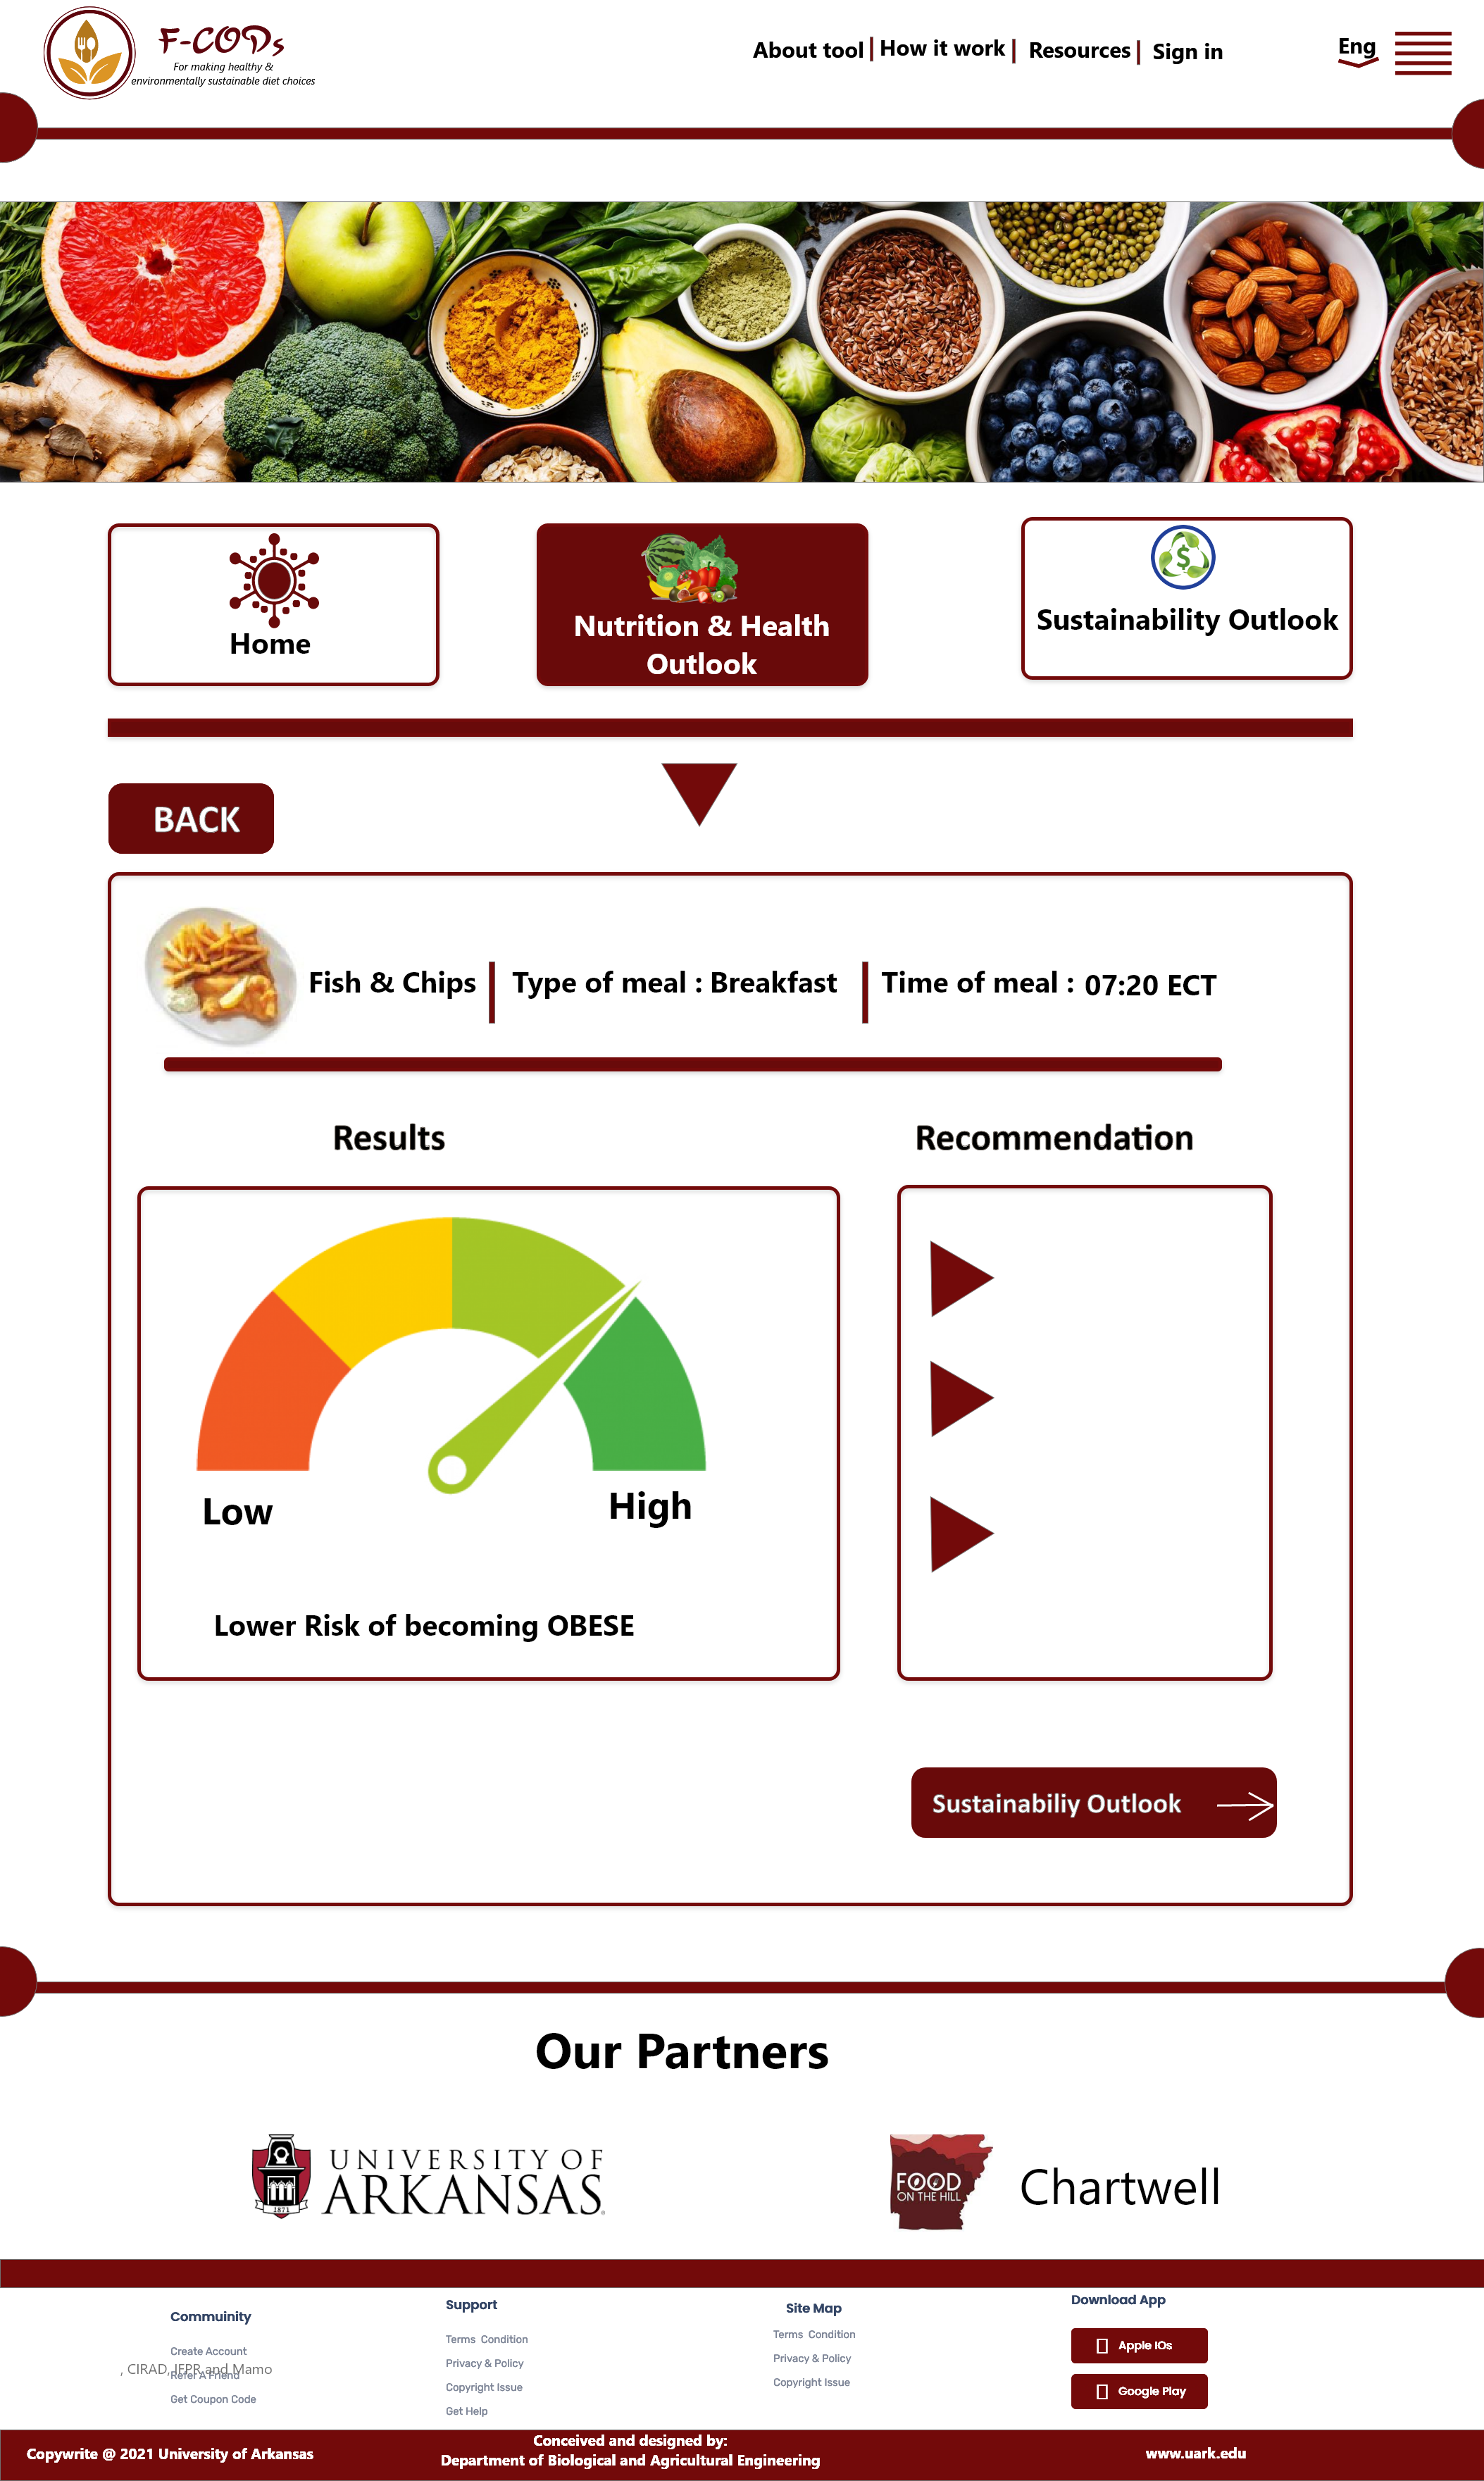 F-CODs
For making healthy &
environmentally sustainable diet choices
About tool | How it work | Resources | Sign in
Eng
Home
Nutrition & Health
Outlook
$
Sustainability Outlook
BACK
Fish & Chips
Type of meal : Breakfast
Time of meal : 07:20 ECT
Results
Recommendation
Low
High
Lower Risk of becoming OBESE
Sustainabiliy Outlook
Our Partners
1871
UNIVERSITY OF
ARKANSAS®
FOOD
ON THE HILL
Chartwell
Commuinity
Create Account
Refer A Friend
, CIRAD, IFPR and Mamo
Get Coupon Code
Support
Terms Condition
Privacy & Policy
Copyright Issue
Get Help
Site Map
Terms Condition
Privacy & Policy
Copyright Issue
Download App
Apple iOs
Google Play
Copywrite @ 2021 University of Arkansas
Conceived and designed by:
Department of Biological and Agricultural Engineering
www.uark.edu